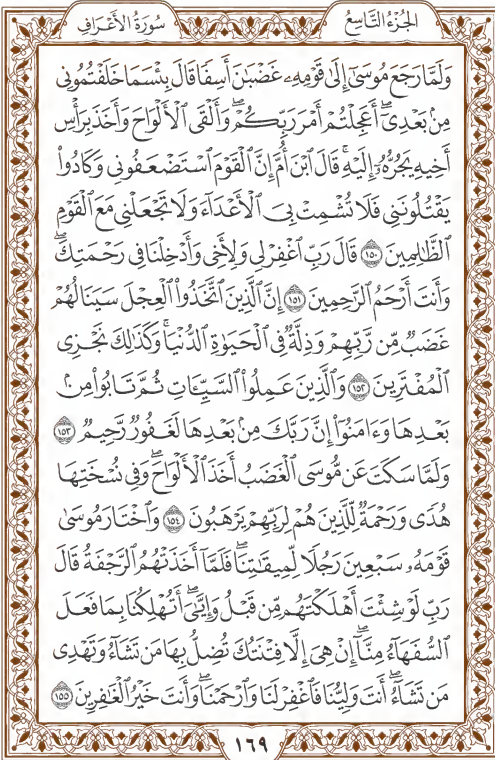 الجُزْءُ التَّاسِعُ
سُورَةُ الأَعْرَافِ
وَلَمَّا رَجَعَ مُوسَىٰٓ إِلَىٰ قَوْمِهِۦ غَضْبَٰنَ أَسِفًا قَالَ بِئْسَمَا خَلَفْتُمُونِي
مِنۢ بَعْدِيٓۖ أَعَجِلْتُمْ أَمْرَ رَبِّكُمْۖ وَأَلْقَى ٱلْأَلْوَاحَ وَأَخَذَ بِرَأْسِ
أَخِيهِ يَجُرُّهُۥٓ إِلَيْهِۚ قَالَ ٱبْنَ أُمَّ إِنَّ ٱلْقَوْمَ ٱسْتَضْعَفُونِي وَكَادُوا۟
يَقْتُلُونَنِي فَلَا تُشْمِتْ بِيَ ٱلْأَعْدَآءَ وَلَا تَجْعَلْنِي مَعَ ٱلْقَوْمِ
ٱلظَّٰلِمِينَ ١٥٠ قَالَ رَبِّ ٱغْفِرْ لِي وَلِأَخِي وَأَدْخِلْنَا فِي رَحْمَتِكَۖ
وَأَنتَ أَرْحَمُ ٱلرَّٰحِمِينَ ١٥١ إِنَّ ٱلَّذِينَ ٱتَّخَذُوا۟ ٱلْعِجْلَ سَيَنَالُهُمْ
غَضَبٌ مِّن رَّبِّهِمْ وَذِلَّةٌ فِي ٱلْحَيَوٰةِ ٱلدُّنْيَاۚ وَكَذَٰلِكَ نَجْزِي
ٱلْمُفْتَرِينَ ١٥٢ وَٱلَّذِينَ عَمِلُوا۟ ٱلسَّيِّـَٔاتِ ثُمَّ تَابُوا۟ مِنۢ
بَعْدِهَا وَءَامَنُوٓا۟ إِنَّ رَبَّكَ مِنۢ بَعْدِهَا لَغَفُورٌ رَّحِيمٌ ١٥٣
وَلَمَّا سَكَتَ عَن مُّوسَى ٱلْغَضَبُ أَخَذَ ٱلْأَلْوَاحَۖ وَفِي نُسْخَتِهَا
هُدًى وَرَحْمَةٌ لِّلَّذِينَ هُمْ لِرَبِّهِمْ يَرْهَبُونَ ١٥٤ وَٱخْتَارَ مُوسَىٰ
قَوْمَهُۥ سَبْعِينَ رَجُلًا لِّمِيقَٰتِنَاۖ فَلَمَّآ أَخَذَتْهُمُ ٱلرَّجْفَةُ قَالَ
رَبِّ لَوْ شِئْتَ أَهْلَكْتَهُم مِّن قَبْلُ وَإِيَّٰيَۖ أَتُهْلِكُنَا بِمَا فَعَلَ
ٱلسُّفَهَآءُ مِنَّآۖ إِنْ هِيَ إِلَّا فِتْنَتُكَ تُضِلُّ بِهَا مَن تَشَآءُ وَتَهْدِي
مَن تَشَآءُۖ أَنتَ وَلِيُّنَا فَٱغْفِرْ لَنَا وَٱرْحَمْنَاۖ وَأَنتَ خَيْرُ ٱلْغَٰفِرِينَ ١٥٥
١٦٩